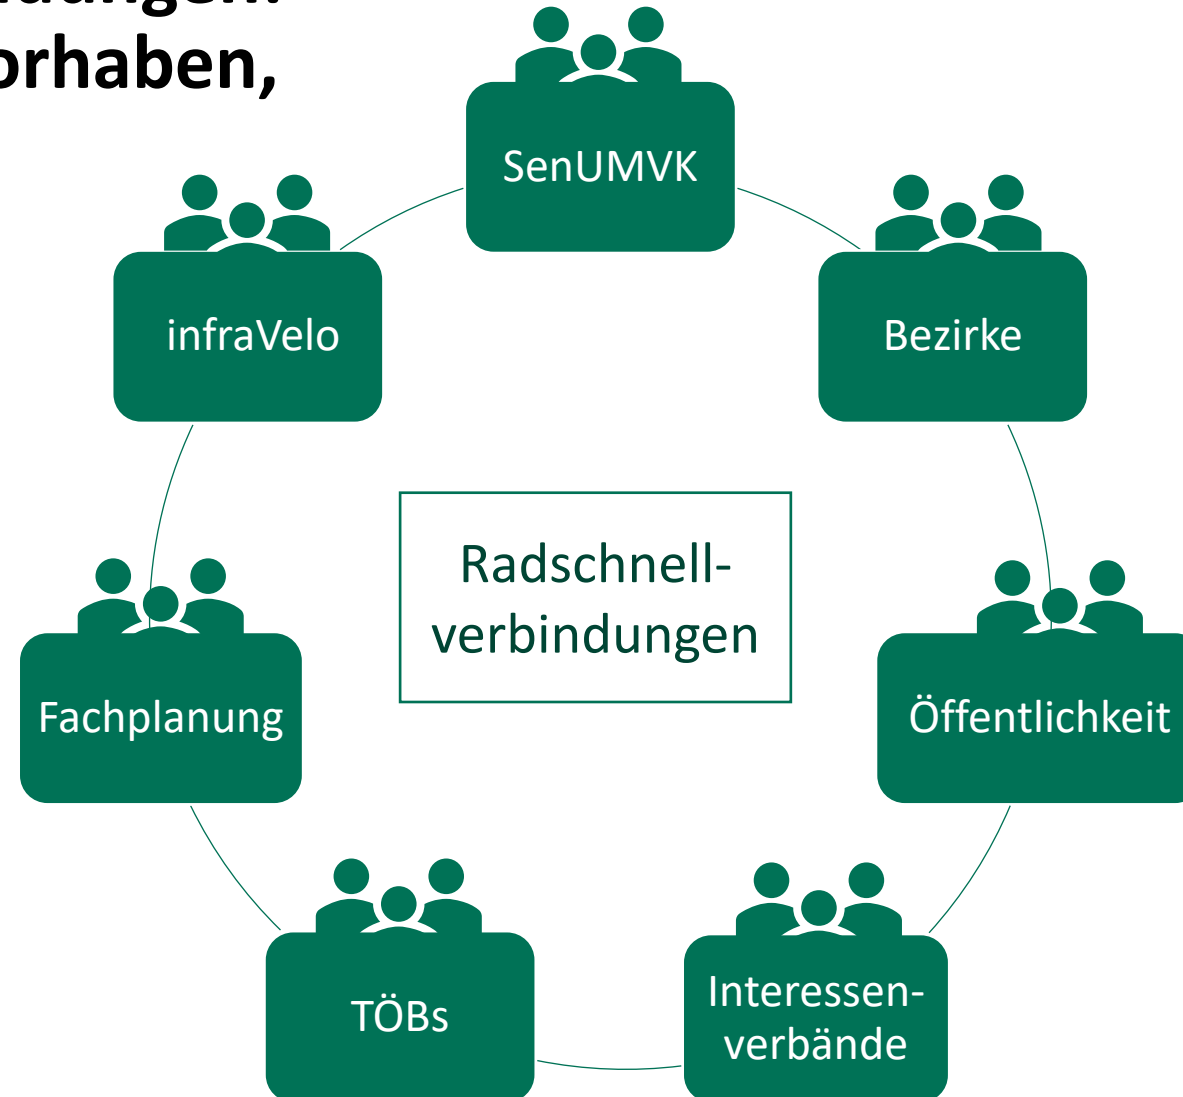 orhaben,
SenUMVK
infraVelo
Bezirke
Radschnell-
verbindungen
Fachplanung
Öffentlichkeit
TÖBs
Interessen-
verbände